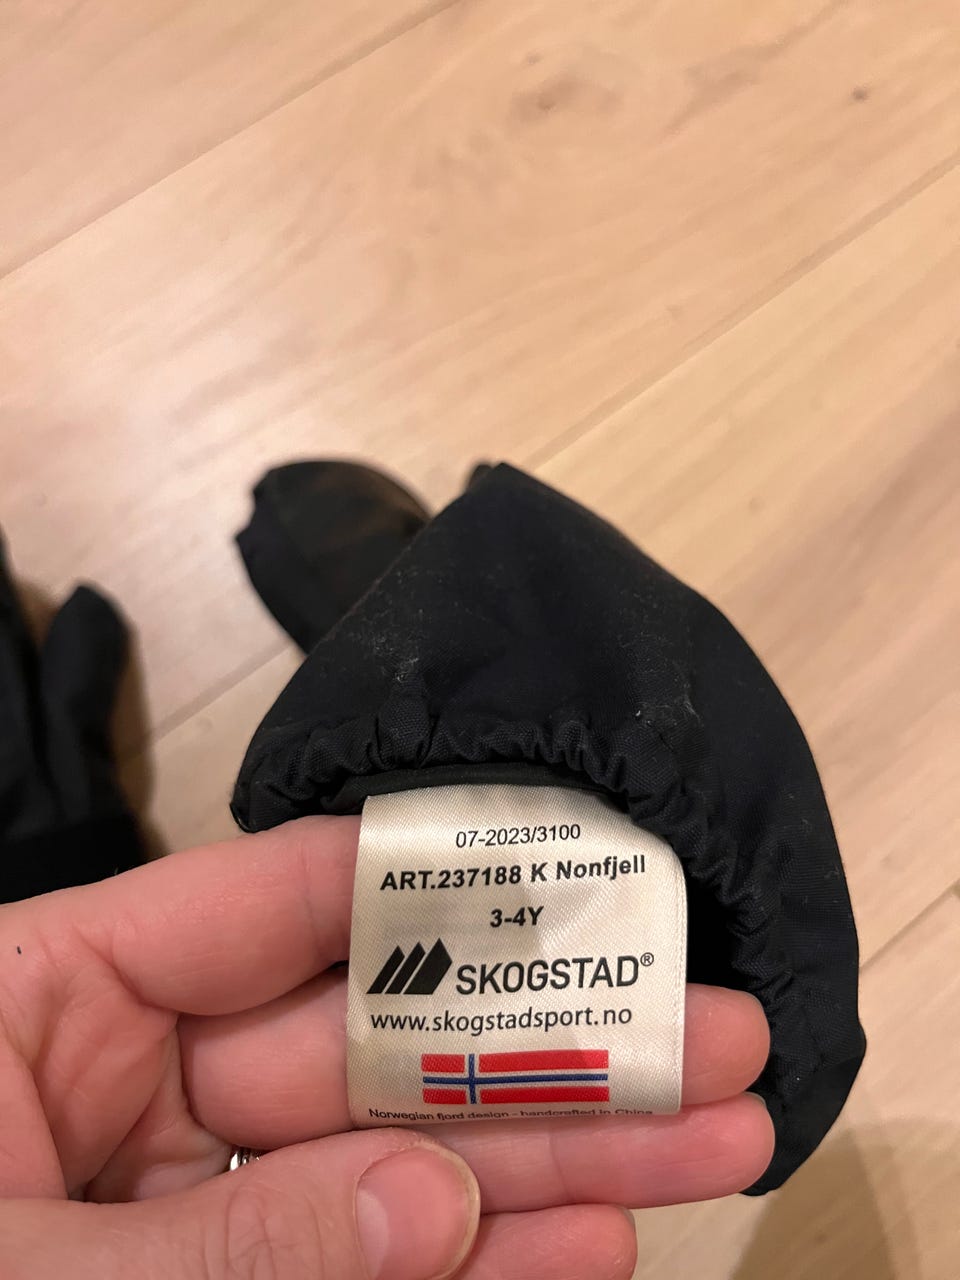 07-2023/3100
ART.237188 K Nonfjell
3-4Y
SKOGSTAD®
www.skogstadsport.no
Norwegian fjord design - handcrafted in China